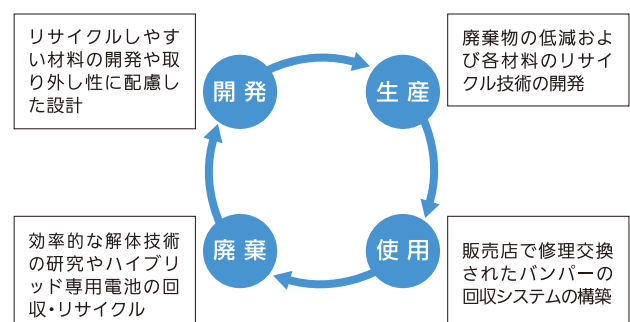 リサイクルしやす
い材料の開発や取
り外し性に配慮し
た設計
開発
生産
廃棄物の低減およ
び各材料のリサイ
クル技術の開発
効率的な解体技術
の研究やハイブリ
ッド専用電池の回
収・リサイクル
廃棄
使用
販売店で修理交換
されたバンパーの
回収システムの構築